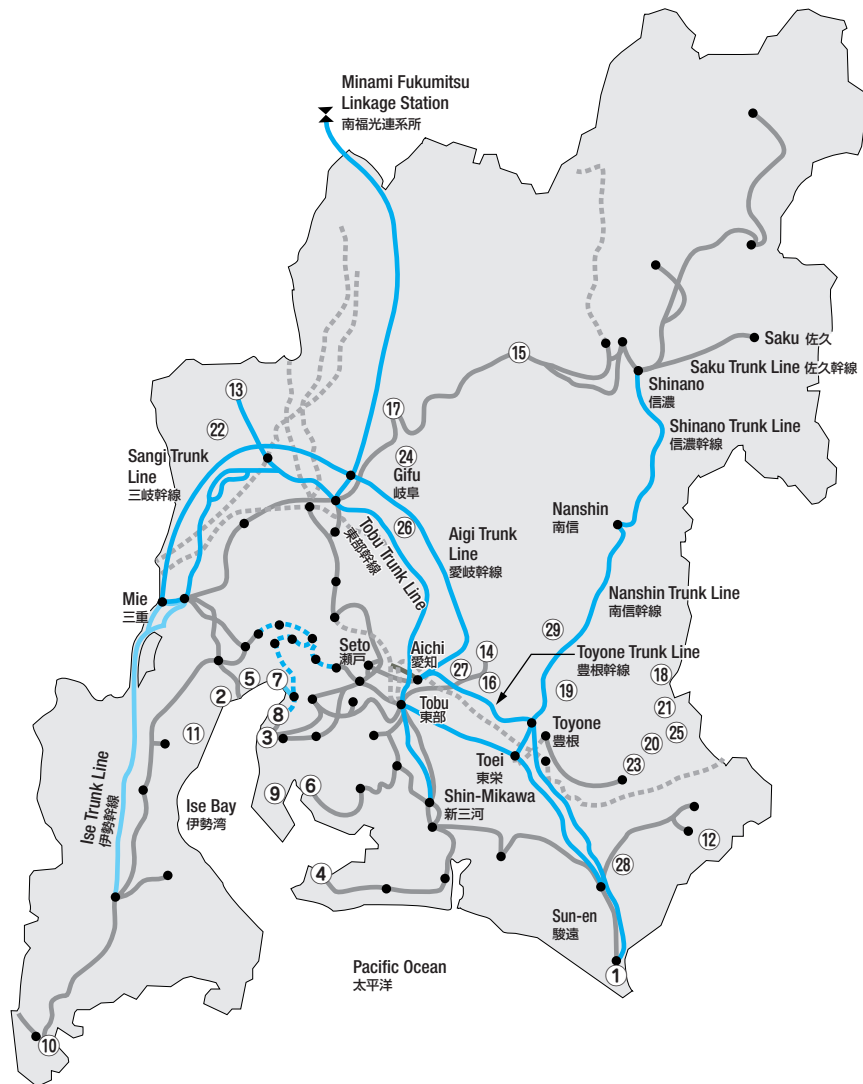 Minami Fukumitsu
Linkage Station
南福光連系所
Saku 佐久
Saku Trunk Line 佐久幹線
⑮
Shinano
信濃
⑬
⑰
Shinano Trunk Line
信濃幹線
㉒
Sangi Trunk
Line
三岐幹線
㉔
Gifu
岐阜
㉖
Tobu Trunk Line
東部幹線
Aigi Trunk
Line
愛岐幹線
Nanshin
南信
Nanshin Trunk Line
南信幹線
Mie
三重
Seto
瀬戸
Aichi
愛知
⑭
㉗
⑯
㉙
Toyone Trunk Line
豊根幹線
⑱
②
⑤
⑦
⑧
③
Tobu
東部
⑲
Toyone
豊根
㉑
⑳
㉕
㉓
⑪
Toei
東栄
Ise Trunk Line
伊勢幹線
Ise Bay
伊勢湾
⑨
⑥
Shin-Mikawa
新三河
⑫
④
㉘
Sun-en
駿遠
Pacific Ocean
太平洋
①
⑩